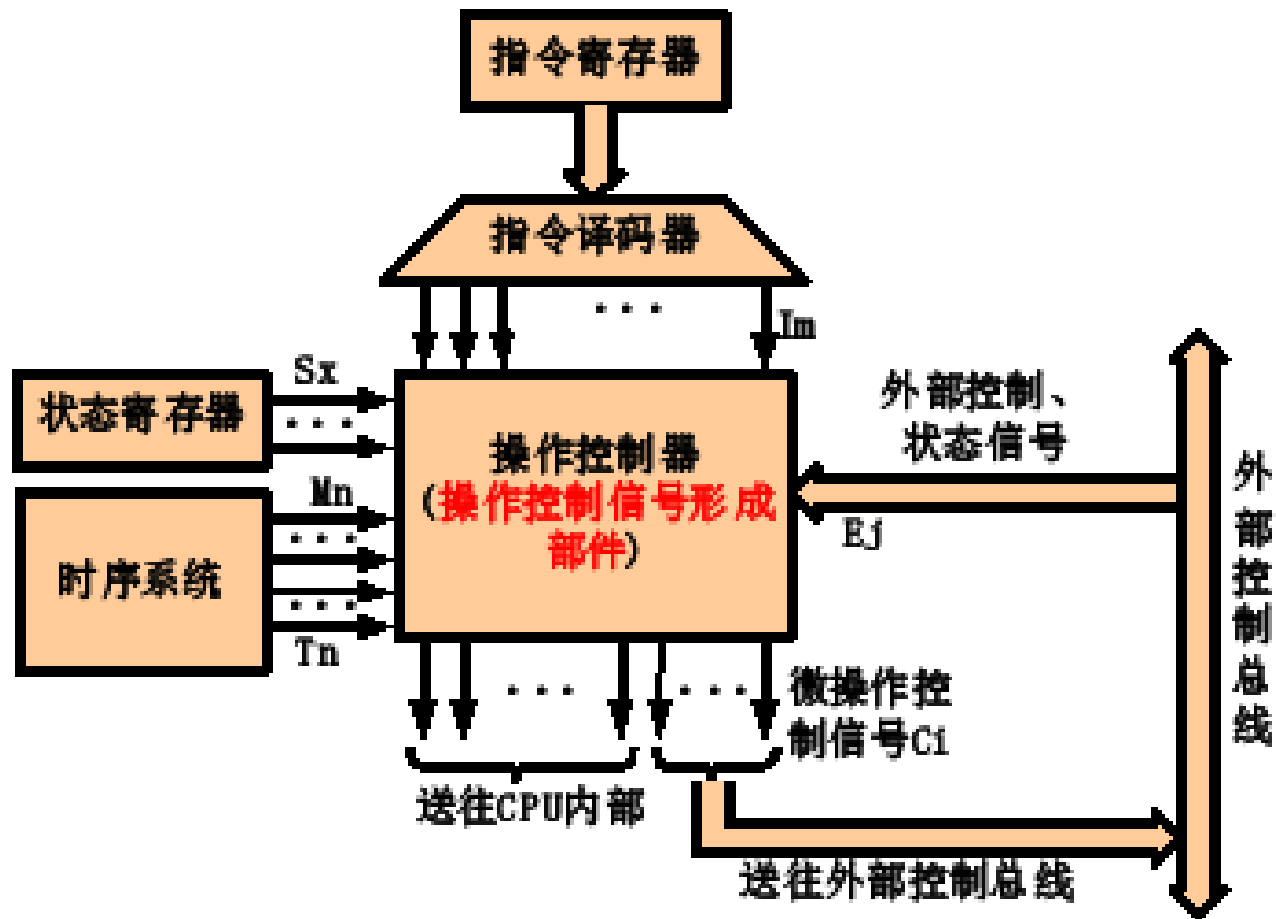 指令寄存器
指令译码器
...
Im
Sx
状态寄存器
...
操作控制器
(操作控制信号形成
部件)
外部控制、
状态信号
Ej
外部控制总线
Mn
...
时序系统
...
Tn
...
...
微操作控
制信号Ci
送往CPU内部
送往外部控制总线